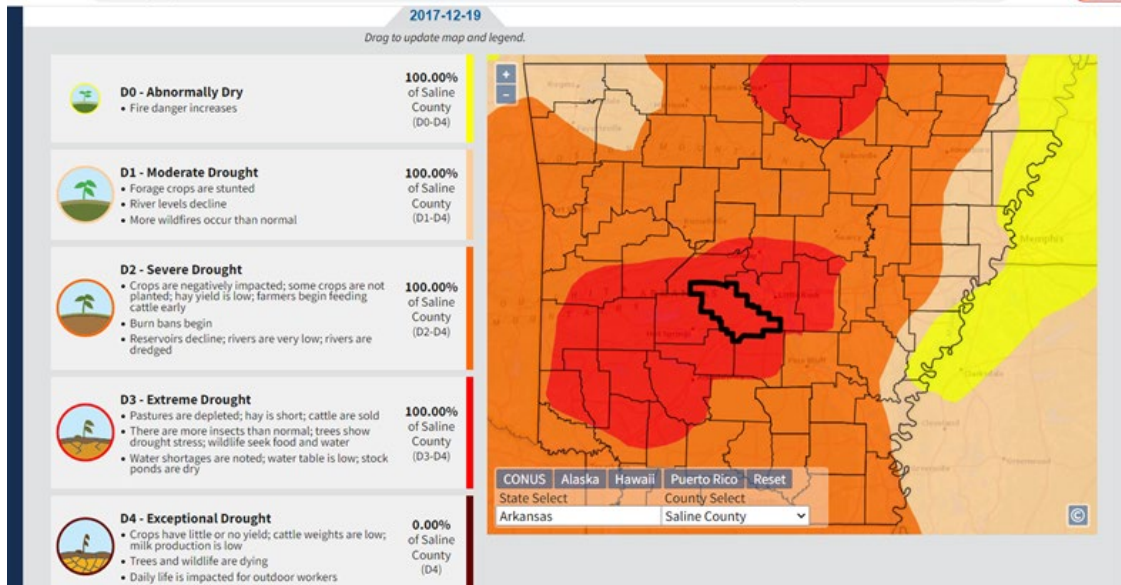 2017-12-19
Drag to update map and legend.
D0 - Abnormally Dry
• Fire danger increases
100.00%
of Saline
County
(D0-D4)
D1 - Moderate Drought
• Forage crops are stunted
• River levels decline
• More wildfires occur than normal
100.00%
of Saline
County
(D1-D4)
D2 - Severe Drought
• Crops are negatively impacted; some crops are not
planted; hay yield is low; farmers begin feeding
cattle early
• Burn bans begin
• Reservoirs decline; rivers are very low; rivers are
dredged
100.00%
of Saline
County
(D2-D4)
D3 - Extreme Drought
• Pastures are depleted; hay is short; cattle are sold
• There are more insects than normal; trees show
drought stress; wildlife seek food and water
• Water shortages are noted; water table is low; stock
ponds are dry
100.00%
of Saline
County
(D3-D4)
D4 - Exceptional Drought
• Crops have little or no yield; cattle weights are low;
milk production is low
• Trees and wildlife are dying
• Daily life is impacted for outdoor workers
0.00%
of Saline
County
(D4)
+
−
Memphis
Clarksdale
Cleveland
Greenwood
Greenville
CONUS Alaska Hawaii Puerto Rico Reset
State Select County Select
Arkansas Saline County
©